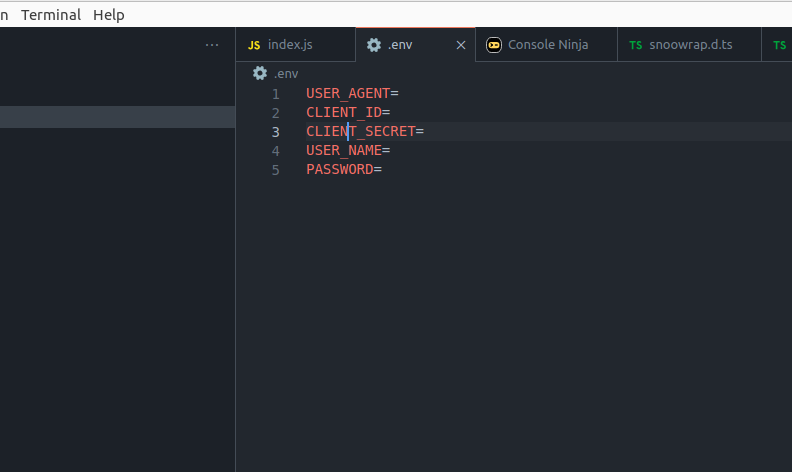 n Terminal Help
··· JS index.js .env × Console Ninja TS snoowrap.d.ts TS
.env
1 USER_AGENT=
2 CLIENT_ID=
3 CLIENT_SECRET=
4 USER_NAME=
5 PASSWORD=